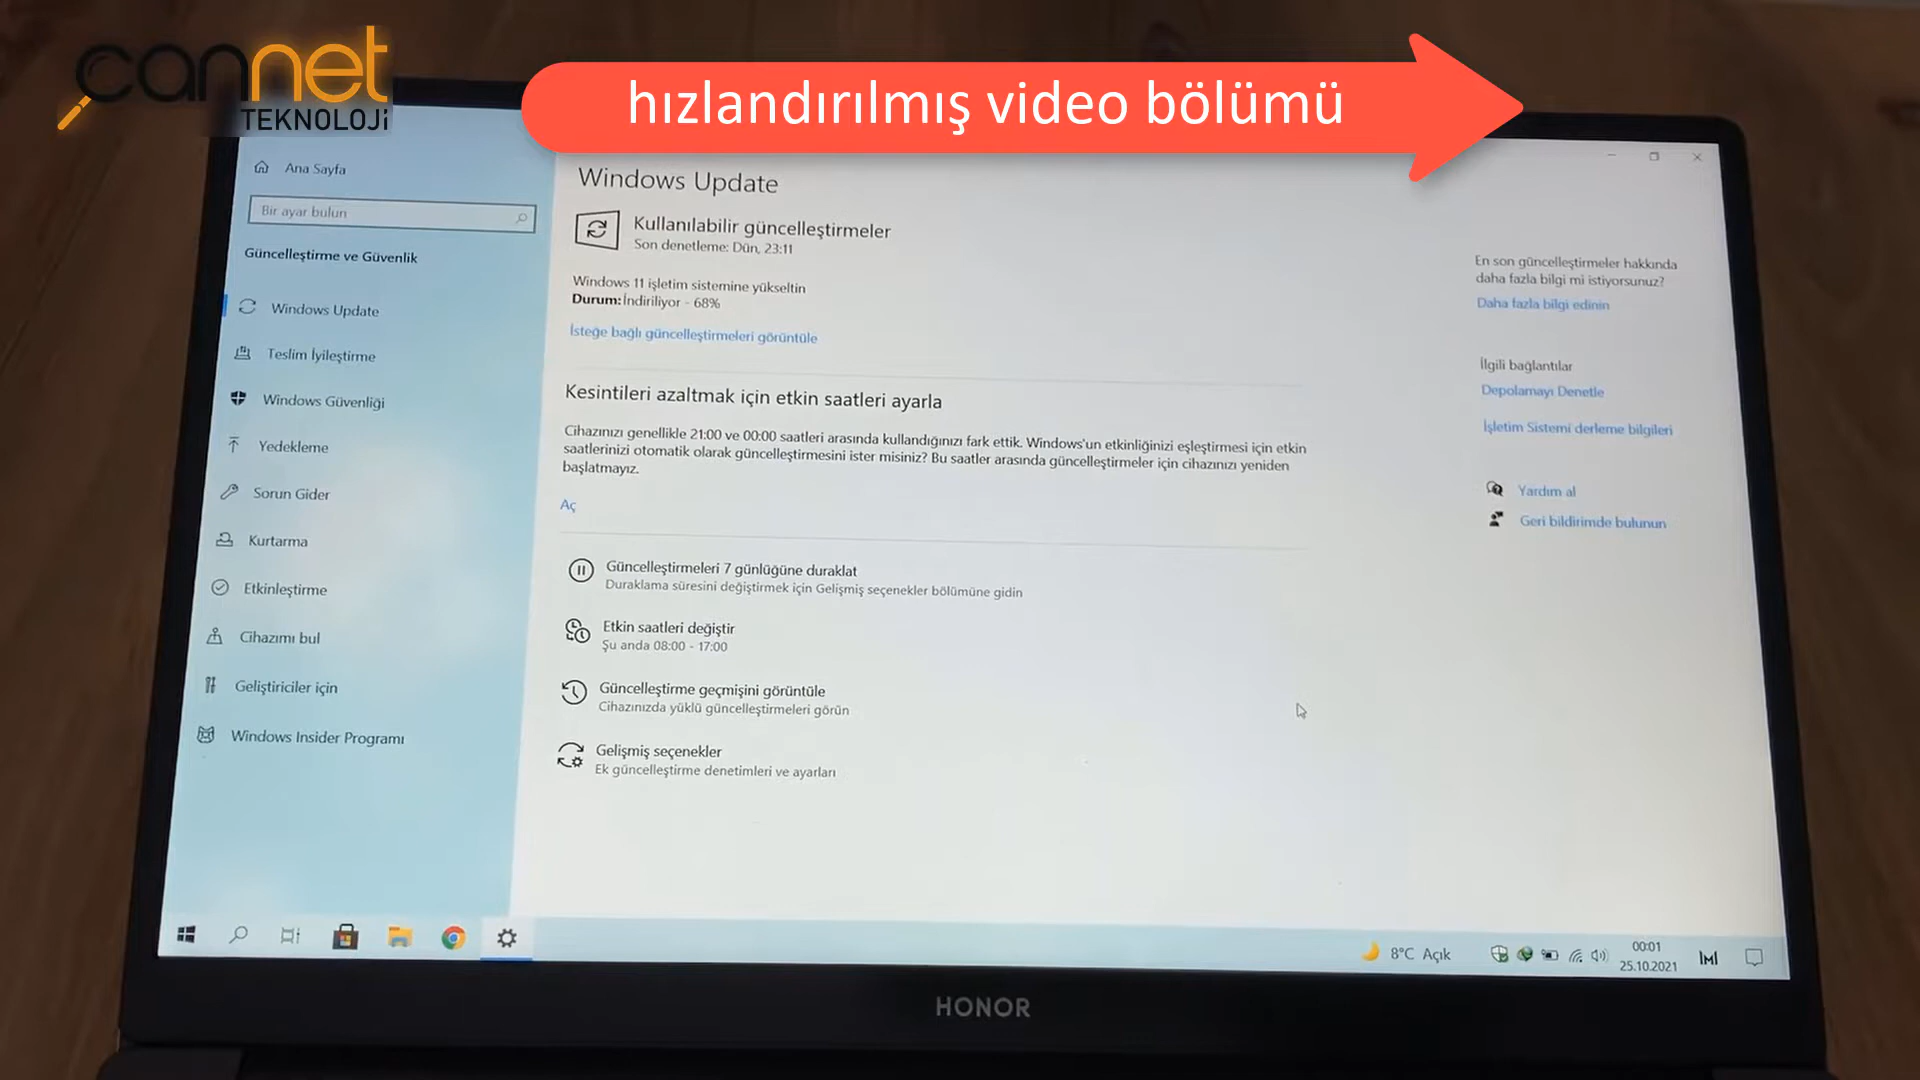 cannet
TEKNOLOJi
hızlandırılmış video bölümü
Ana Sayfa
Bir ayar bulun
Güncelleştirme ve Güvenlik
Windows Update
Teslim İyileştirme
Windows Güvenliği
Yedekleme
Sorun Gider
Kurtarma
Etkinleştirme
Cihazımı bul
Geliştiriciler için
Windows Insider Programı
Windows Update
Kullanılabilir güncelleştirmeler
Son denetleme: Dün, 23:11
Windows 11 işletim sistemine yükseltin
Durum: İndiriliyor - 68%
İsteğe bağlı güncelleştirmeleri görüntüle
Kesintileri azaltmak için etkin saatleri ayarla
Cihazınızı genellikle 21:00 ve 00:00 saatleri arasında kullandığınızı fark ettik. Windows'un etkinliğinizi eşleştirmesi için etkin
saatlerinizi otomatik olarak güncelleştirmesini ister misiniz? Bu saatler arasında güncelleştirmeler için cihazınızı yeniden
başlatmayız.
Aç
Güncelleştirmeleri 7 günlüğüne duraklat
Duraklama süresini değiştirmek için Gelişmiş seçenekler bölümüne gidin
Etkin saatleri değiştir
Şu anda 08:00 - 17:00
Güncelleştirme geçmişini görüntüle
Cihazınızda yüklü güncelleştirmeleri görün
Gelişmiş seçenekler
Ek güncelleştirme denetimleri ve ayarları
En son güncelleştirmeler hakkında
daha fazla bilgi mi istiyorsunuz?
Daha fazla bilgi edinin
İlgili bağlantılar
Depolamayı Denetle
İşletim Sistemi derleme bilgileri
Yardım al
Geri bildirimde bulunun
8°C Açık
00:01
25.10.2021
HONOR